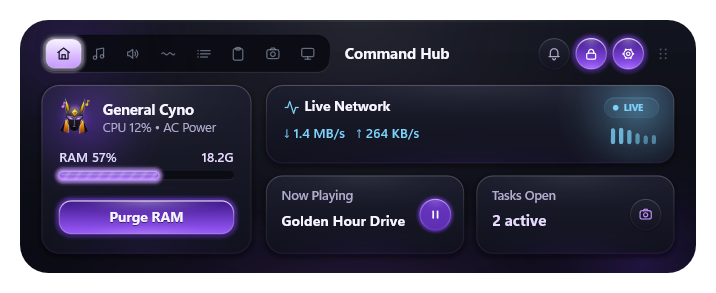 Command Hub
General Cyno
CPU 12% • AC Power
RAM 57% 18.2G
Purge RAM
Live Network
LIVE
↓ 1.4 MB/s ↑ 264 KB/s
Now Playing
Golden Hour Drive
Tasks Open
2 active